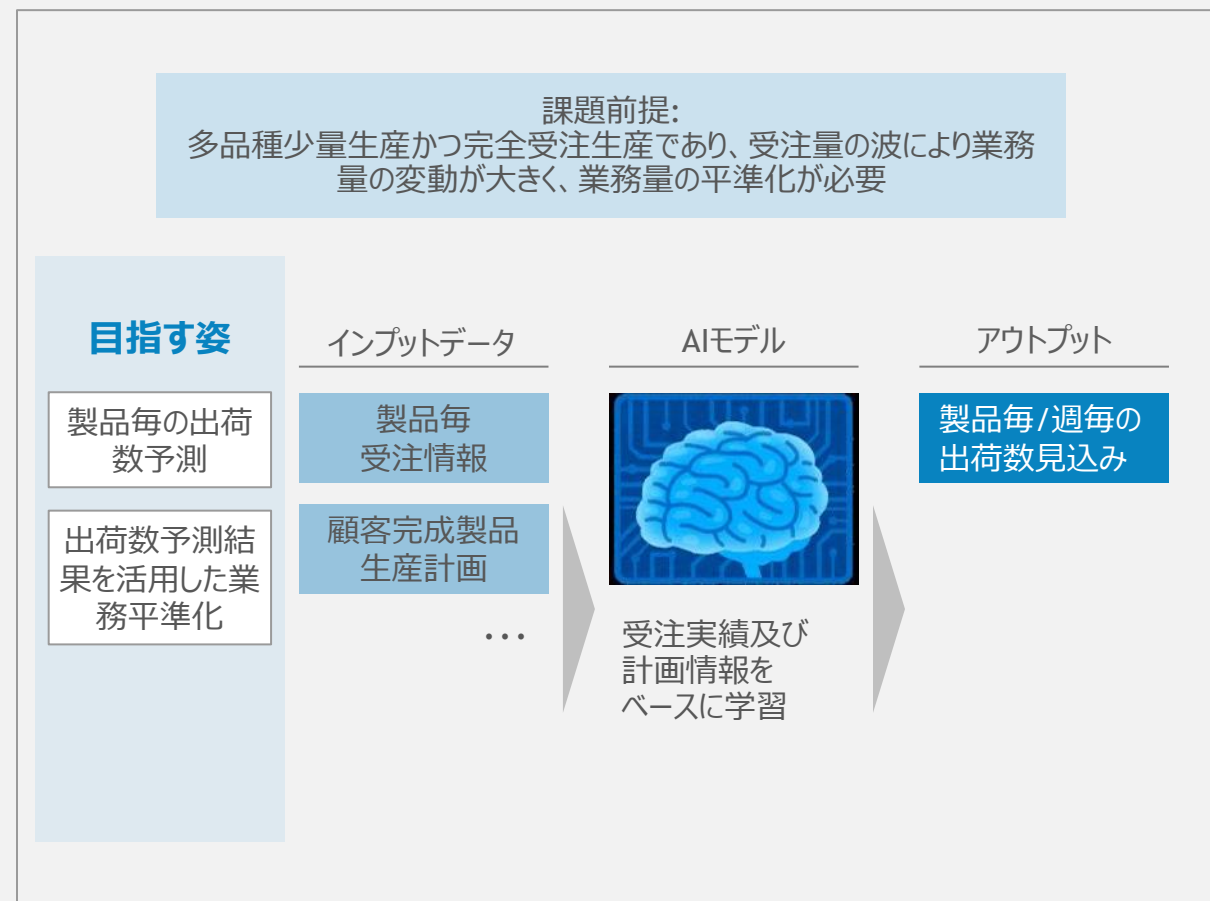 課題前提:
多品種少量生産かつ完全受注生産であり、受注量の波により業務
量の変動が大きく、業務量の平準化が必要
目指す姿
製品毎の出荷
数予測
出荷数予測結
果を活用した業
務平準化
インプットデータ
製品毎
受注情報
顧客完成製品
生産計画
・・・
AIモデル
受注実績及び
計画情報を
ベースに学習
アウトプット
製品毎/週毎の
出荷数見込み